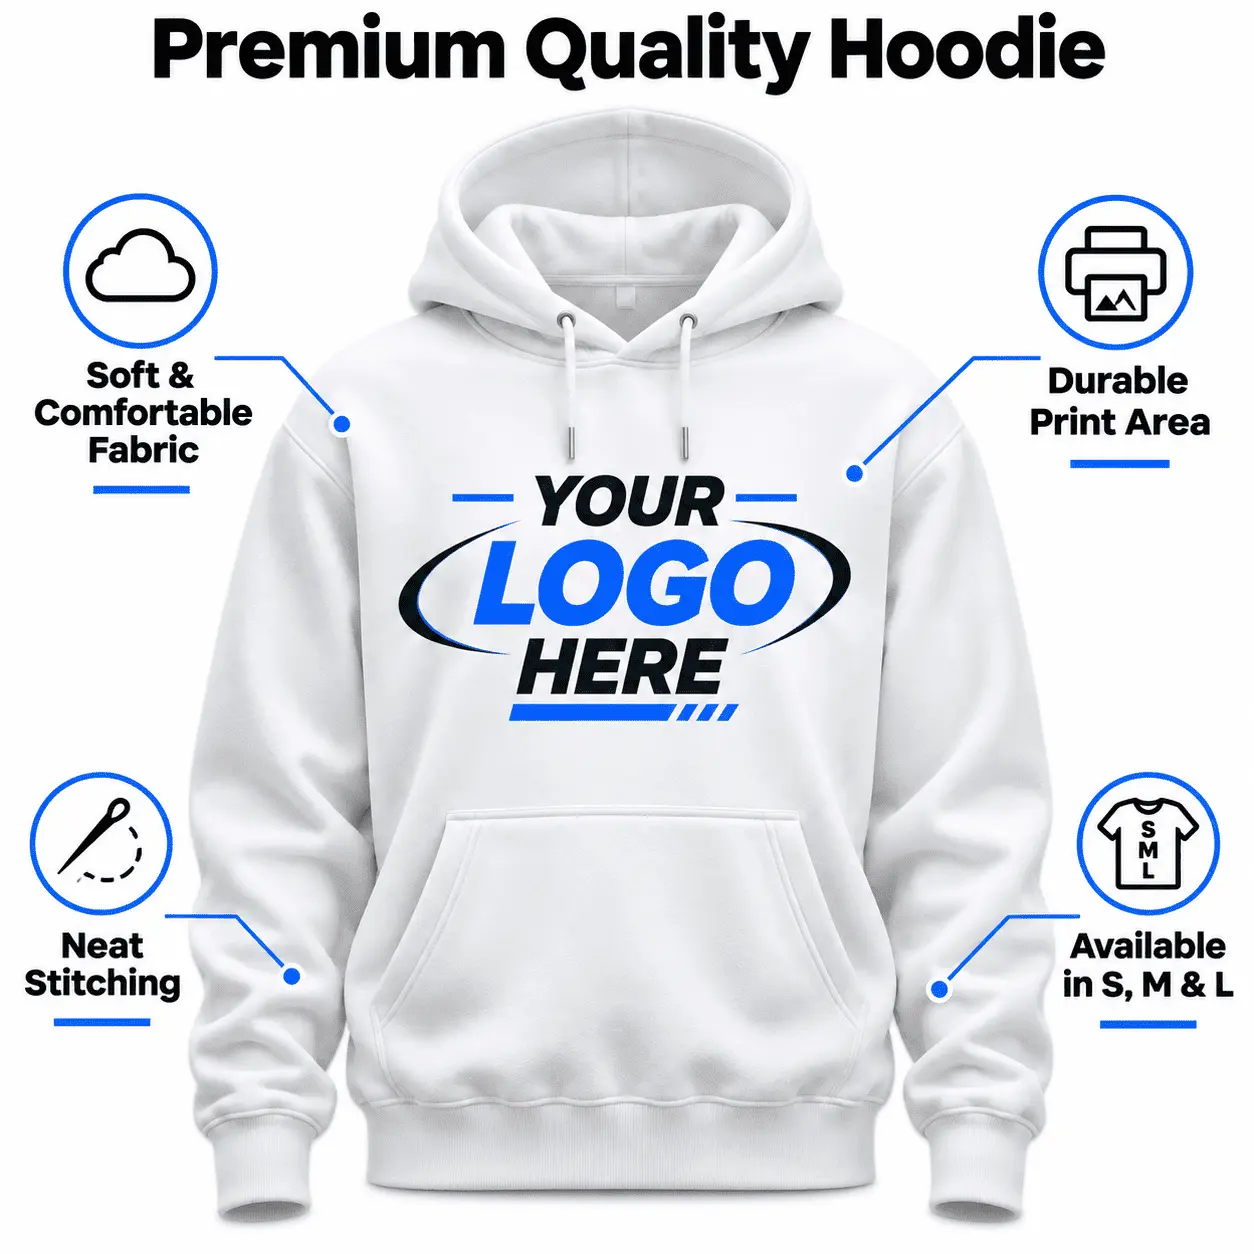 Premium Quality Hoodie
Soft &
Comfortable
Fabric
Durable
Print Area
YOUR
LOGO
HERE
Neat
Stitching
S
M
L
Available
in S, M & L